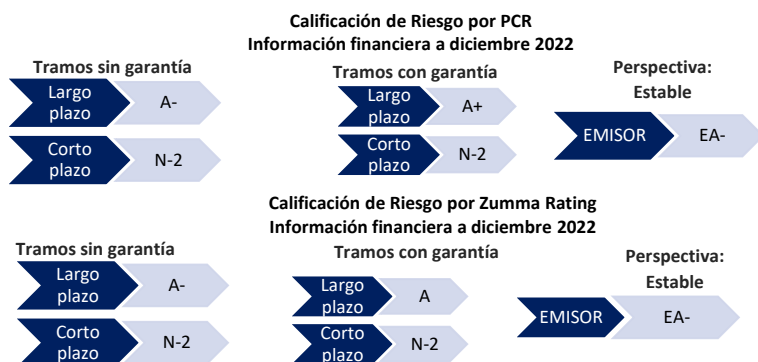 Calificación de Riesgo por PCR
Información financiera a diciembre 2022
Tramos sin garantía
Largo
plazo
A-
Corto
plazo
N-2
Tramos con garantía
Largo
plazo
A+
Corto
plazo
N-2
Perspectiva:
Estable
EMISOR
EA-
Calificación de Riesgo por Zumma Rating
Información financiera a diciembre 2022
Tramos sin garantía
Largo
plazo
A-
Corto
plazo
N-2
Tramos con garantía
Largo
plazo
A
Corto
plazo
N-2
Perspectiva:
Estable
EMISOR
EA-